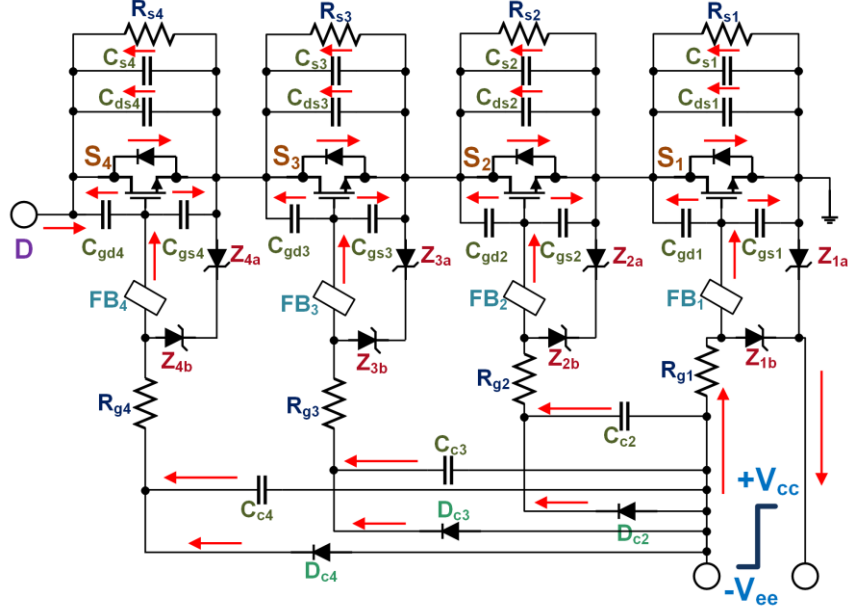 Rs4 Rs3 Rs2 Rs1
Cs4 Cs3 Cs2 Cs1
Cds4 Cds3 Cds2 Cds1
S4 S3 S2 S1
D
Cgd4 Cgs4 Cgd3 Cgs3 Cgd2 Cgs2 Cgd1 Cgs1
Z4a Z3a Z2a Z1a
FB4 FB3 FB2 FB1
Z4b Z3b Z2b Z1b
Rg4 Rg3 Rg2 Rg1
Cc2
Cc3
+Vcc
Cc4
Dc3
Dc2
Dc4
-Vee